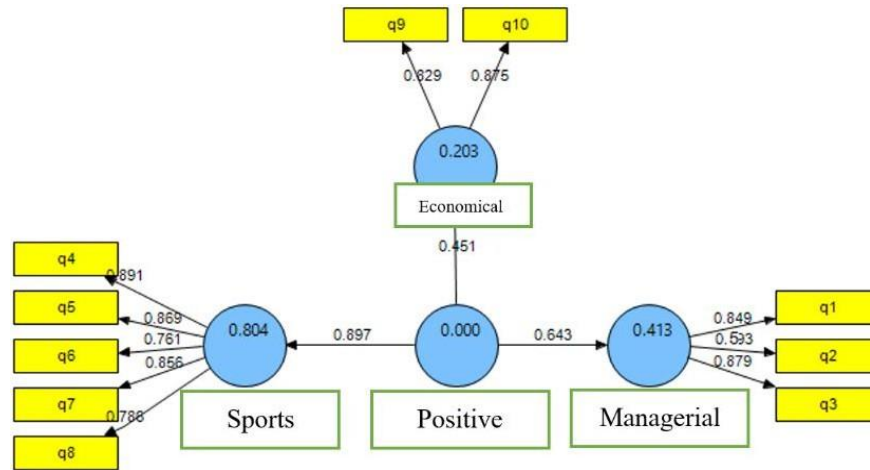 q9 q10
0.829 0.875
0.203
Economical
0.451
q4
0.891
q5
0.869
q6
0.761
q7
0.856
q8
0.786
0.804
0.897
0.000
0.643
0.413
0.849
q1
0.593
q2
0.879
q3
Sports
Positive
Managerial